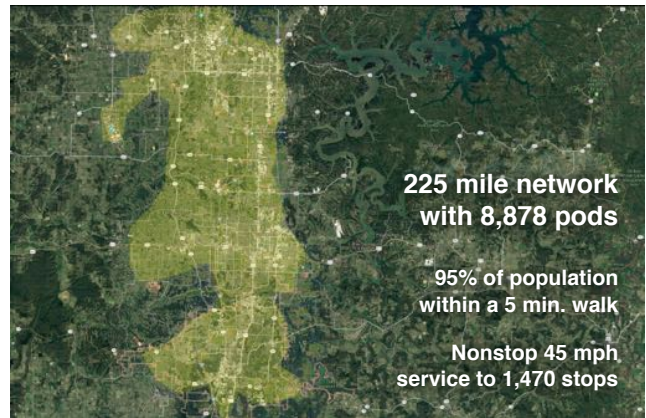 225 mile network
with 8,878 pods
95% of population
within a 5 min. walk
Nonstop 45 mph
service to 1,470 stops